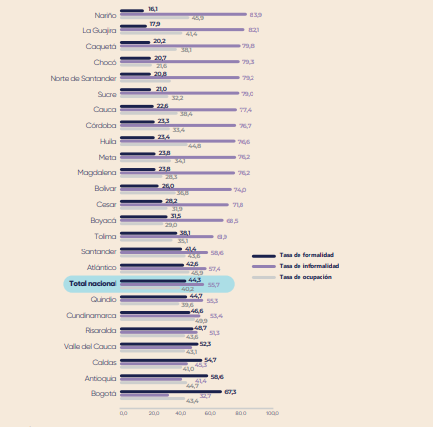 16,1
Nariño 83,9
45,9
17,9
La Guajira 82,1
41,4
20,2
Caquetá 79,8
38,1
20,7
Chocó 79,3
21,6
20,8
Norte de Santander 79,2
21,0
Sucre 79,0
32,2
22,6
Cauca 77,4
38,4
23,3
Córdoba 76,7
33,4
23,4
Huila 76,6
44,8
23,8
Meta 76,2
34,1
23,8
Magdalena 76,2
28,3
26,0
Bolívar 74,0
36,8
28,2
Cesar 71,8
31,9
31,5
Boyacá 68,5
29,0
38,1
Tolima 61,9
35,1
41,4
Santander 58,6
43,6
42,6
Atlántico 57,4
45,9
44,3
Total nacional 55,7
40,2
44,7
Quindío 55,3
39,6
46,6
Cundinamarca 53,4
49,9
48,7
Risaralda 51,3
43,6
52,3
Valle del Cauca
43,1
54,7
Caldas 45,3
41,0
58,6
Antioquia 41,4
44,7
67,3
Bogotá 32,7
43,4
0,0 20,0 40,0 60,0 80,0 100,0
Tasa de formalidad
Tasa de informalidad
Tasa de ocupación